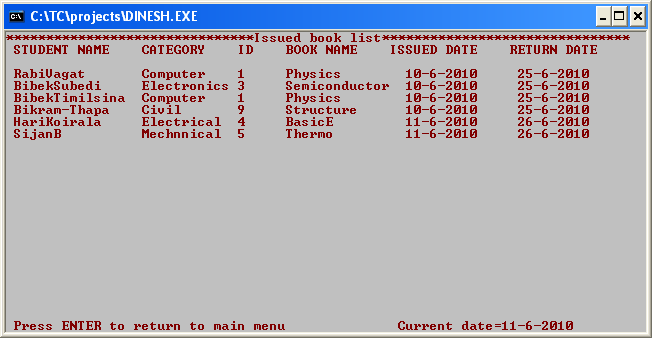 C:\TC\projects\DINESH.EXE
*******************************Issued book list*******************************
STUDENT NAME CATEGORY ID BOOK NAME ISSUED DATE RETURN DATE
RabiVagat Computer 1 Physics 10-6-2010 25-6-2010
BibekSubedi Electronics 3 Semiconductor 10-6-2010 25-6-2010
BibekTimilsina Computer 1 Physics 10-6-2010 25-6-2010
Bikram-Thapa Civil 9 Structure 10-6-2010 25-6-2010
HariKoirala Electrical 4 BasicE 11-6-2010 26-6-2010
SijanB Mechnnical 5 Thermo 11-6-2010 26-6-2010
Press ENTER to return to main menu Current date=11-6-2010